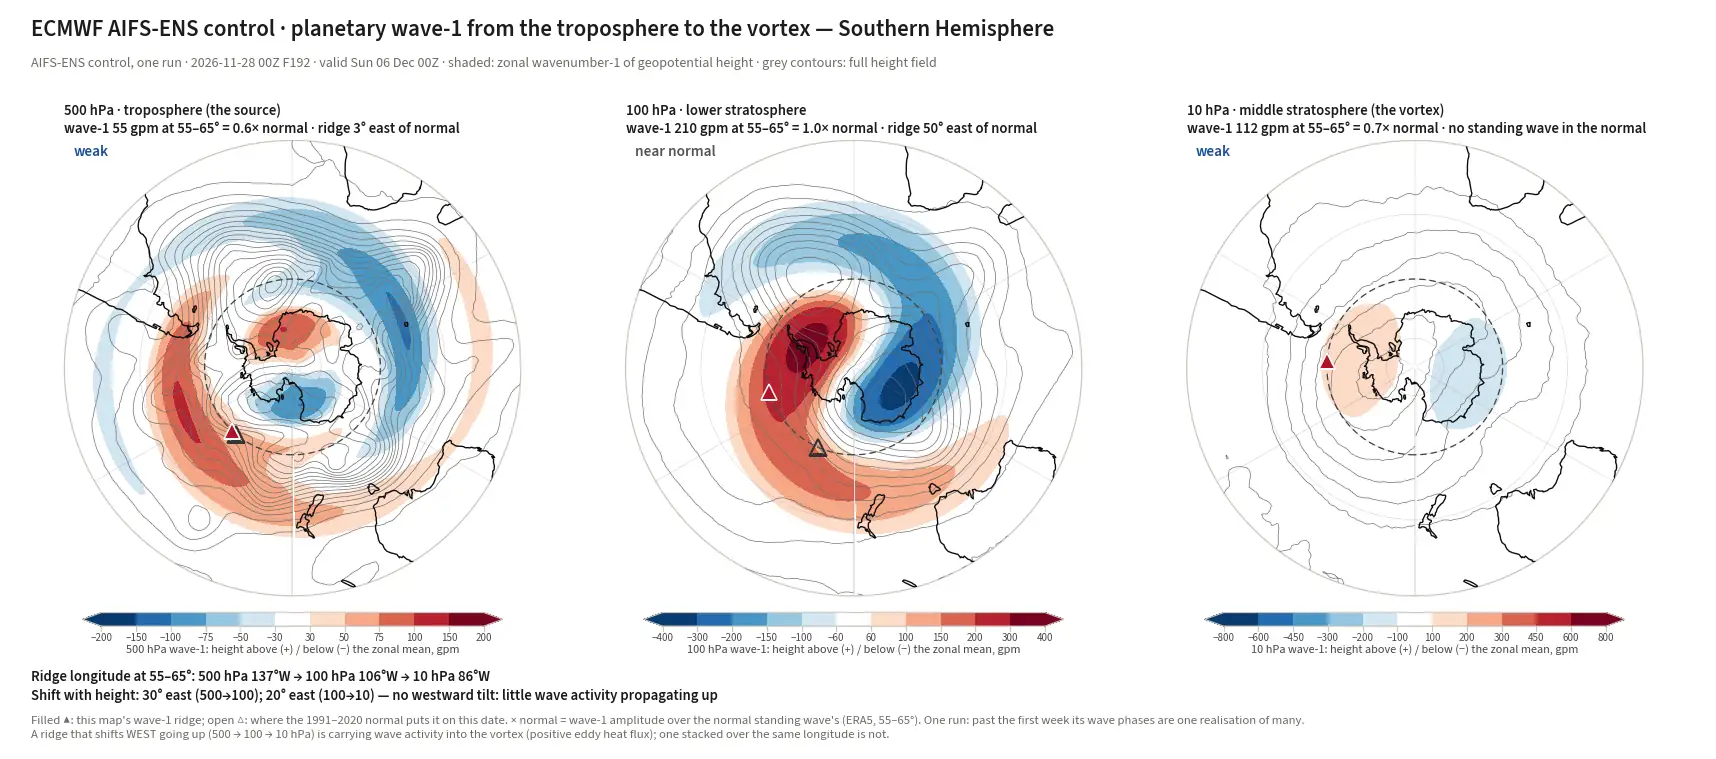 ECMWF AIFS-ENS control · planetary wave-1 from the troposphere to the vortex — Southern Hemisphere
AIFS-ENS control, one run · 2026-11-28 00Z F192 · valid Sun 06 Dec 00Z · shaded: zonal wavenumber-1 of geopotential height · grey contours: full height field
500 hPa · troposphere (the source)
wave-1 55 gpm at 55–65° = 0.6× normal · ridge 3° east of normal
weak
100 hPa · lower stratosphere
wave-1 210 gpm at 55–65° = 1.0× normal · ridge 50° east of normal
near normal
10 hPa · middle stratosphere (the vortex)
wave-1 112 gpm at 55–65° = 0.7× normal · no standing wave in the normal
weak
−200 −150 −100 −75 −50 −30 30 50 75 100 150 200
500 hPa wave-1: height above (+) / below (−) the zonal mean, gpm
−400 −300 −200 −150 −100 −60 60 100 150 200 300 400
100 hPa wave-1: height above (+) / below (−) the zonal mean, gpm
−800 −600 −450 −300 −200 −100 100 200 300 450 600 800
10 hPa wave-1: height above (+) / below (−) the zonal mean, gpm
Ridge longitude at 55–65°: 500 hPa 137°W → 100 hPa 106°W → 10 hPa 86°W
Shift with height: 30° east (500→100); 20° east (100→10) — no westward tilt: little wave activity propagating up
Filled ▲: this map's wave-1 ridge; open △: where the 1991–2020 normal puts it on this date. × normal = wave-1 amplitude over the normal standing wave's (ERA5, 55–65°). One run: past the first week its wave phases are one realisation of many.
A ridge that shifts WEST going up (500 → 100 → 10 hPa) is carrying wave activity into the vortex (positive eddy heat flux); one stacked over the same longitude is not.